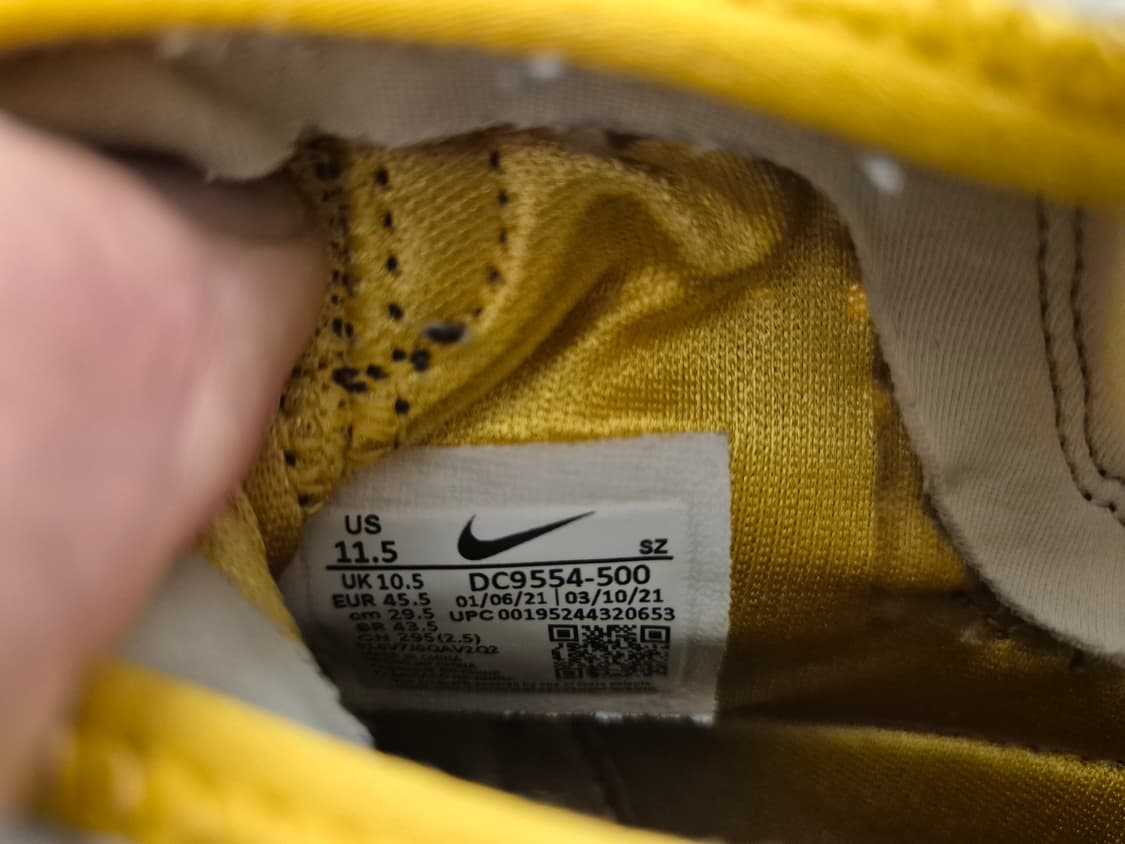 US
11.5
SZ
UK 10.5
DC9554-500
EUR 45.5
01/06/21 | 03/10/21
cm 29.5
UPC 00195244320653
BR 43.5
CN 295(2.5)